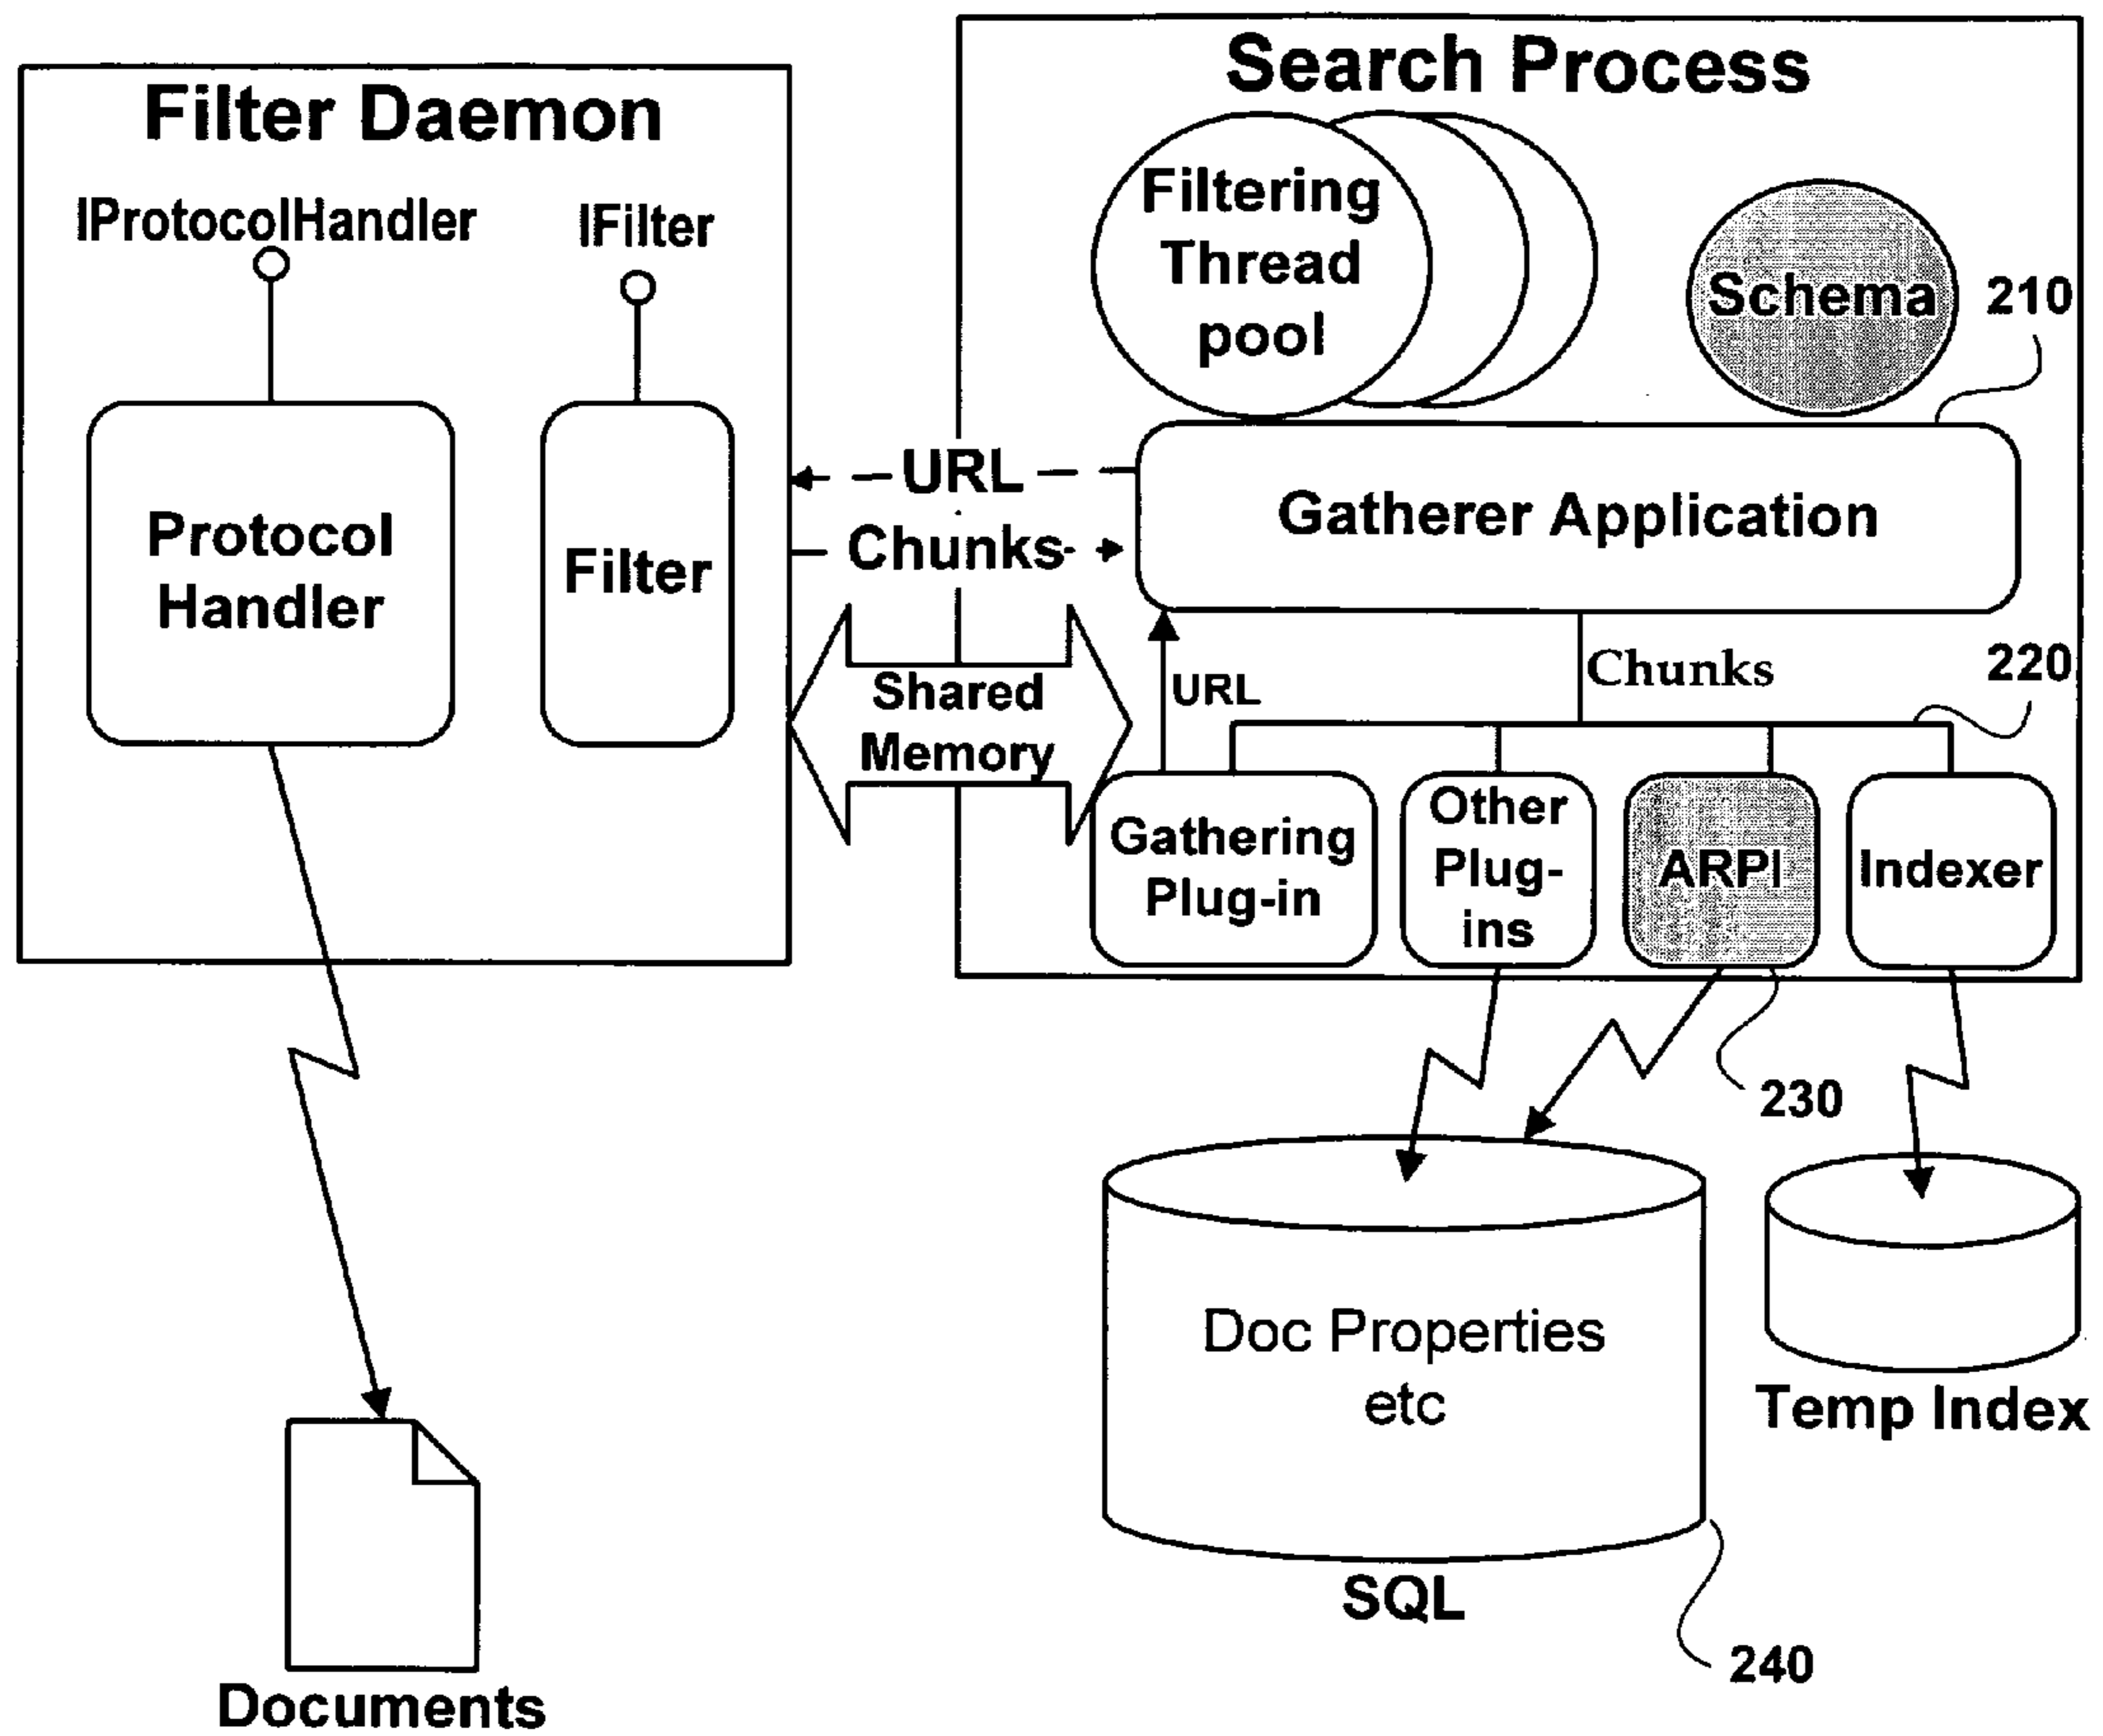 Search Process
Filter Daemon
IProtocolHandler
IFilter
Filtering
Thread
pool
Schema
210
URL
Chunks
Gatherer Application
Protocol
Handler
Filter
Shared
Memory
URL
Chunks
220
Gathering
Plug-in
Other
Plug-
ins
ARPI
Indexer
230
Doc Properties
etc
Temp Index
SQL
240
Documents